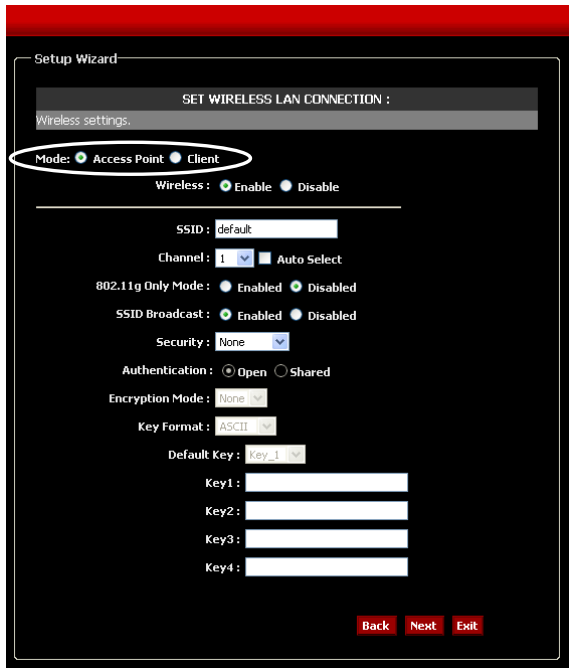 Setup Wizard
SET WIRELESS LAN CONNECTION :
Wireless settings.
Mode: Access Point Client
Wireless : Enable Disable
SSID : default
Channel : 1 Auto Select
802.11g Only Mode : Enabled Disabled
SSID Broadcast : Enabled Disabled
Security : None
Authentication : Open Shared
Encryption Mode : None
Key Format : ASCII
Default Key : Key_1
Key1 :
Key2 :
Key3 :
Key4 :
Back Next Exit